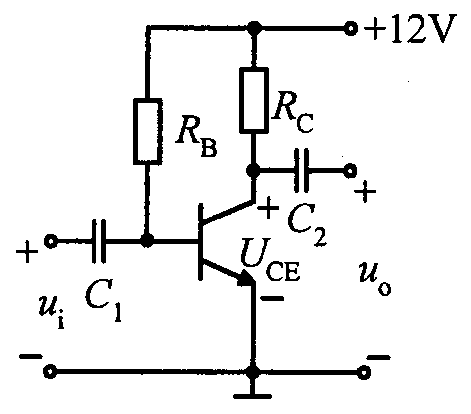 +12V
R_C
R_B
+
+
+
C_2
U_CE
C_1
u_i
u_o
−
−
−